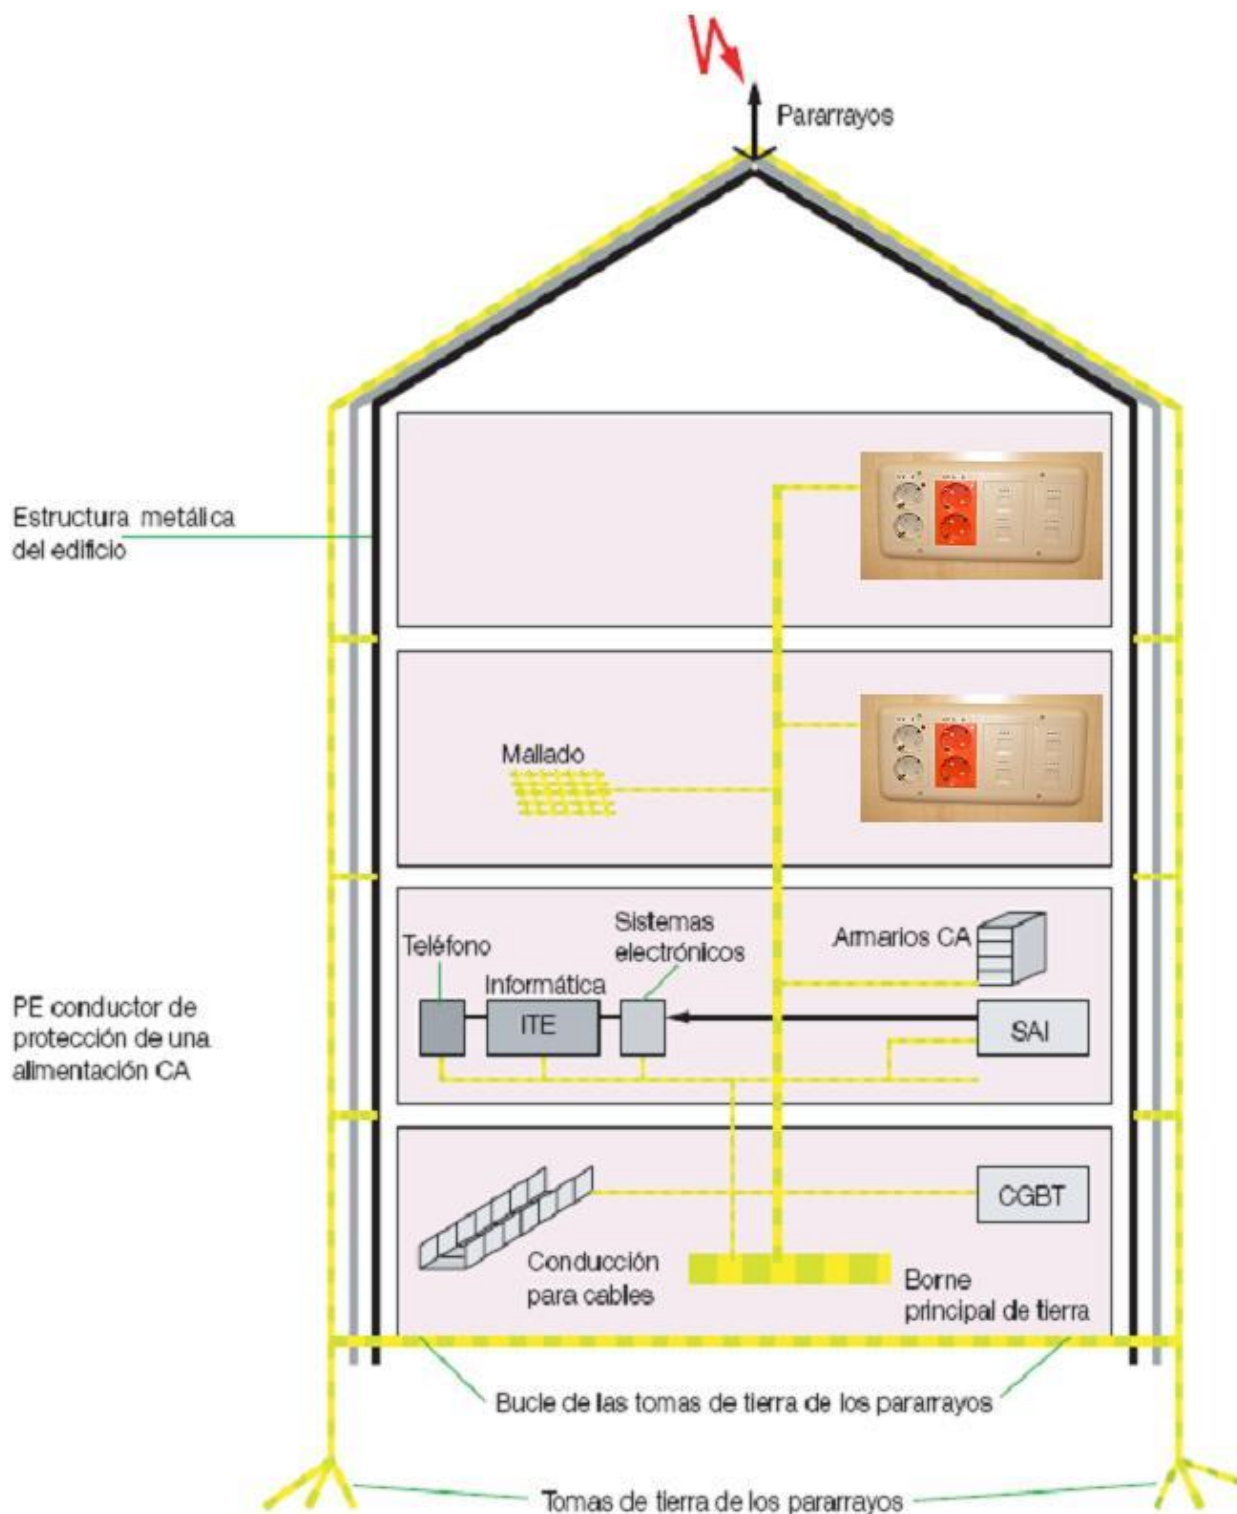 Pararrayos
Estructura metálica
del edificio
Mallado
Sistemas
electrónicos
Armarios CA
Teléfono
Informática
ITE
SAI
PE conductor de
protección de una
alimentación CA
CGBT
Conducción
para cables
Borne
principal de tierra
Bucle de las tomas de tierra de los pararrayos
Tomas de tierra de los pararrayos